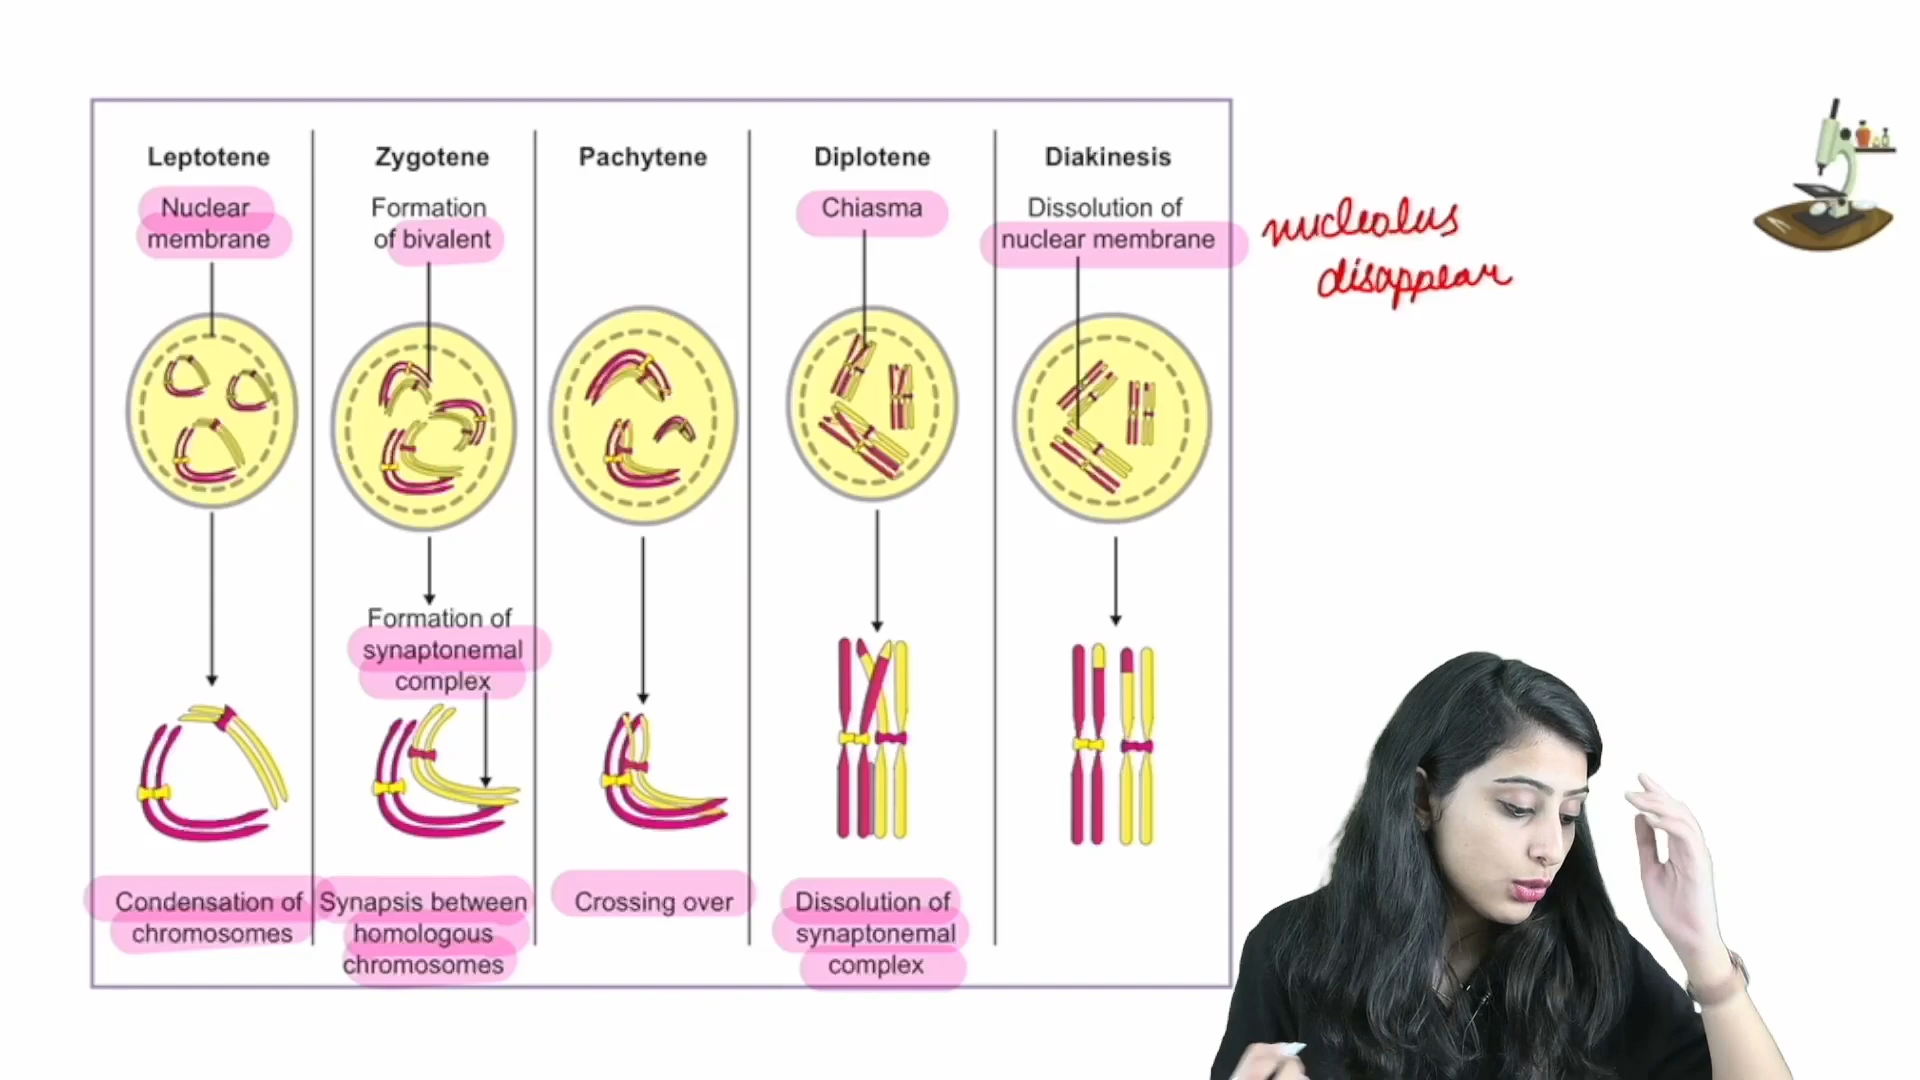 Leptotene
Nuclear
membrane
Condensation of
chromosomes
Zygotene
Formation
of bivalent
Formation of
synaptonemal
complex
Synapsis between
homologous
chromosomes
Pachytene
Crossing over
Diplotene
Chiasma
Dissolution of
synaptonemal
complex
Diakinesis
Dissolution of
nuclear membrane
nucleolus
disappear